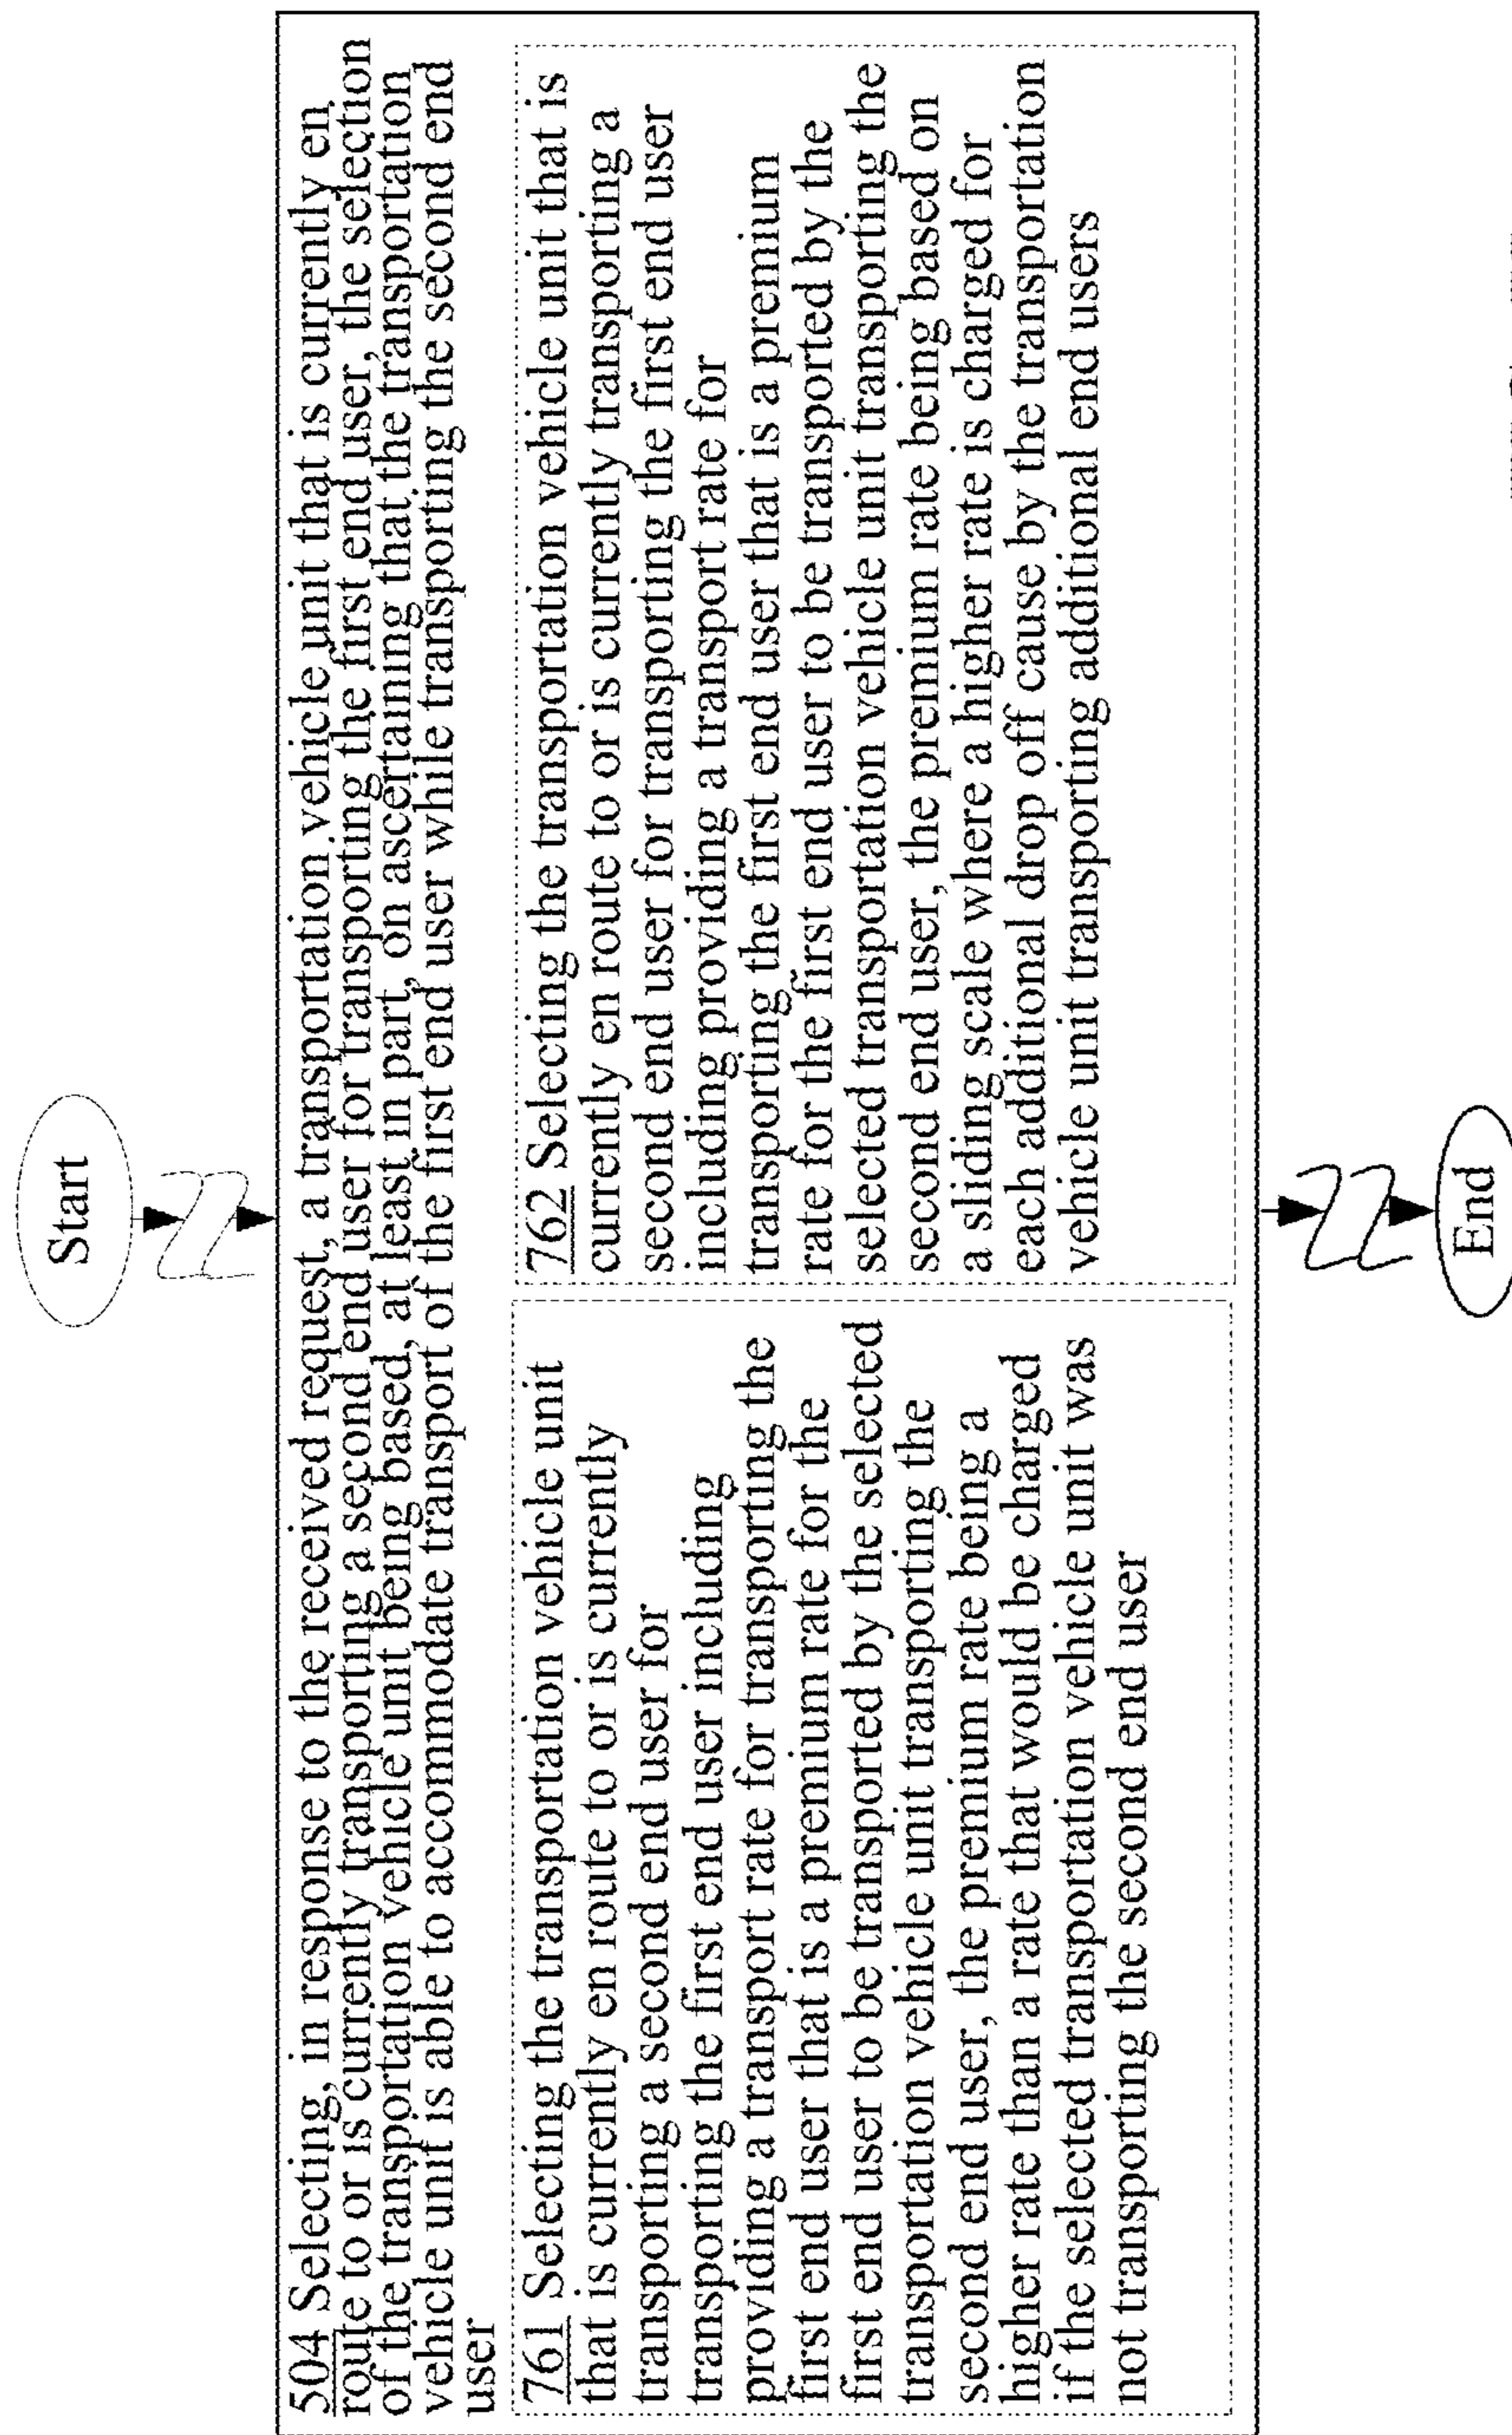 Start
504 Selecting, in response to the received request, a transportation vehicle unit that is currently en
route to or is currently transporting a second end user for transporting the first end user, the selection
of the transportation vehicle unit being based, at least in part, on ascertaining that the transportation
vehicle unit is able to accommodate transport of the first end user while transporting the second end
user
761 Selecting the transportation vehicle unit
that is currently en route to or is currently
transporting a second end user for
transporting the first end user including
providing a transport rate for transporting the
first end user that is a premium rate for the
first end user to be transported by the selected
transportation vehicle unit transporting the
second end user, the premium rate being a
higher rate than a rate that would be charged
if the selected transportation vehicle unit was
not transporting the second end user
762 Selecting the transportation vehicle unit that is
currently en route to or is currently transporting a
second end user for transporting the first end user
including providing a transport rate for
transporting the first end user that is a premium
rate for the first end user to be transported by the
selected transportation vehicle unit transporting the
second end user, the premium rate being based on
a sliding scale where a higher rate is charged for
each additional drop off cause by the transportation
vehicle unit transporting additional end users
End